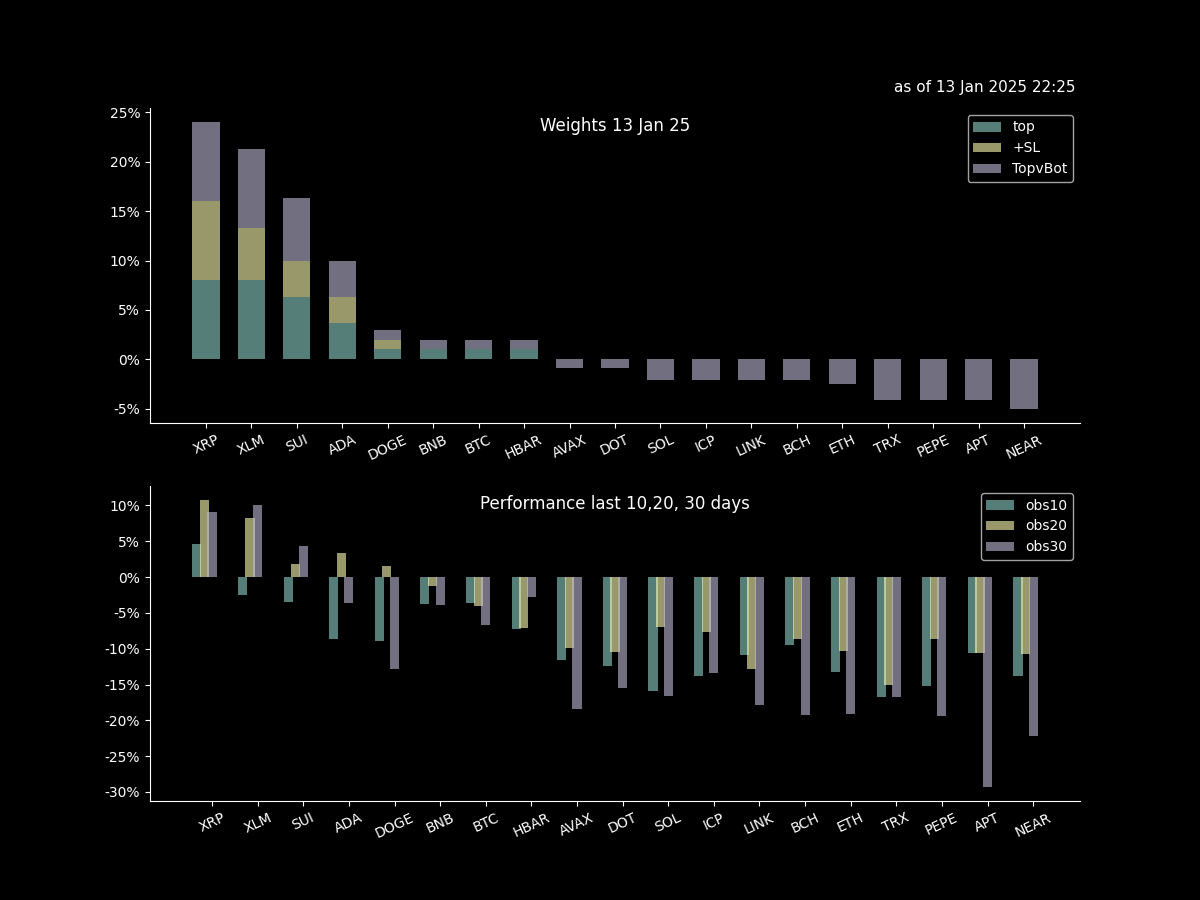 as of 13 Jan 2025 22:25
Weights 13 Jan 25
top
+SL
TopvBot
25%
20%
15%
10%
5%
0%
-5%
XRP XLM SUI ADA DOGE BNB BTC HBAR AVAX DOT SOL ICP LINK BCH ETH TRX PEPE APT NEAR
Performance last 10,20, 30 days
obs10
obs20
obs30
10%
5%
0%
-5%
-10%
-15%
-20%
-25%
-30%
XRP XLM SUI ADA DOGE BNB BTC HBAR AVAX DOT SOL ICP LINK BCH ETH TRX PEPE APT NEAR